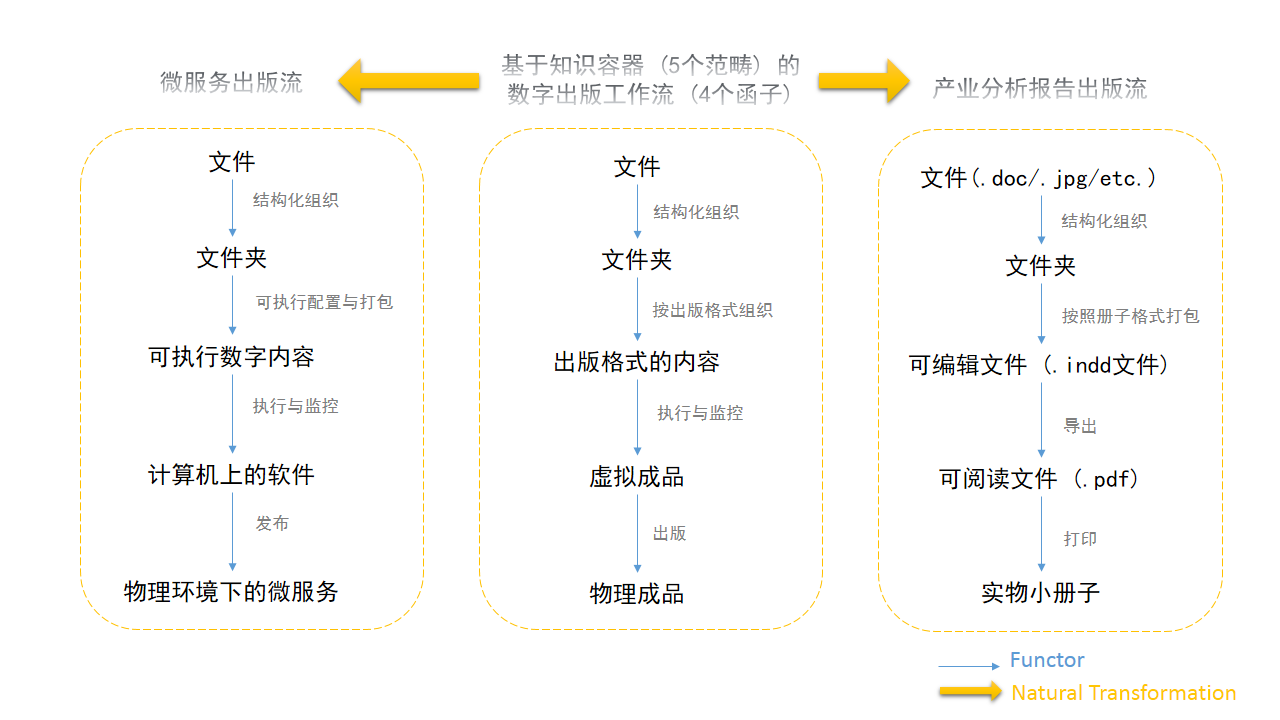 微服务出版流
基于知识容器 (5个范畴) 的
数字出版工作流 (4个函子)
产业分析报告出版流
文件
结构化组织
文件夹
可执行配置与打包
可执行数字内容
执行与监控
计算机上的软件
发布
物理环境下的微服务
文件
结构化组织
文件夹
按出版格式组织
出版格式的内容
执行与监控
虚拟成品
出版
物理成品
文件(.doc/.jpg/etc.)
结构化组织
文件夹
按照册子格式打包
可编辑文件 (.indd文件)
导出
可阅读文件 (.pdf)
打印
实物小册子
Functor
Natural Transformation